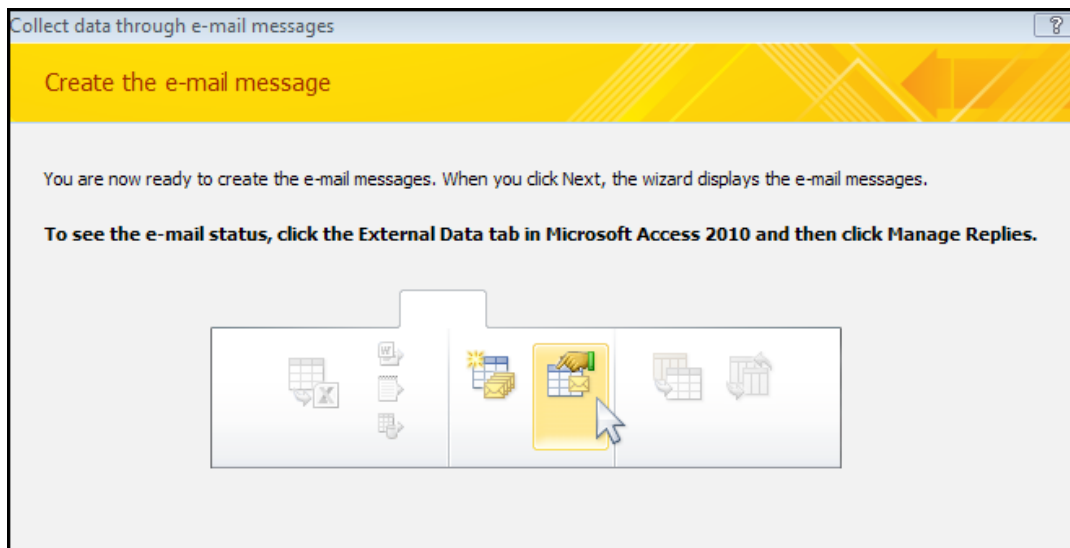 Collect data through e-mail messages
Create the e-mail message
You are now ready to create the e-mail messages. When you click Next, the wizard displays the e-mail messages.
To see the e-mail status, click the External Data tab in Microsoft Access 2010 and then click Manage Replies.